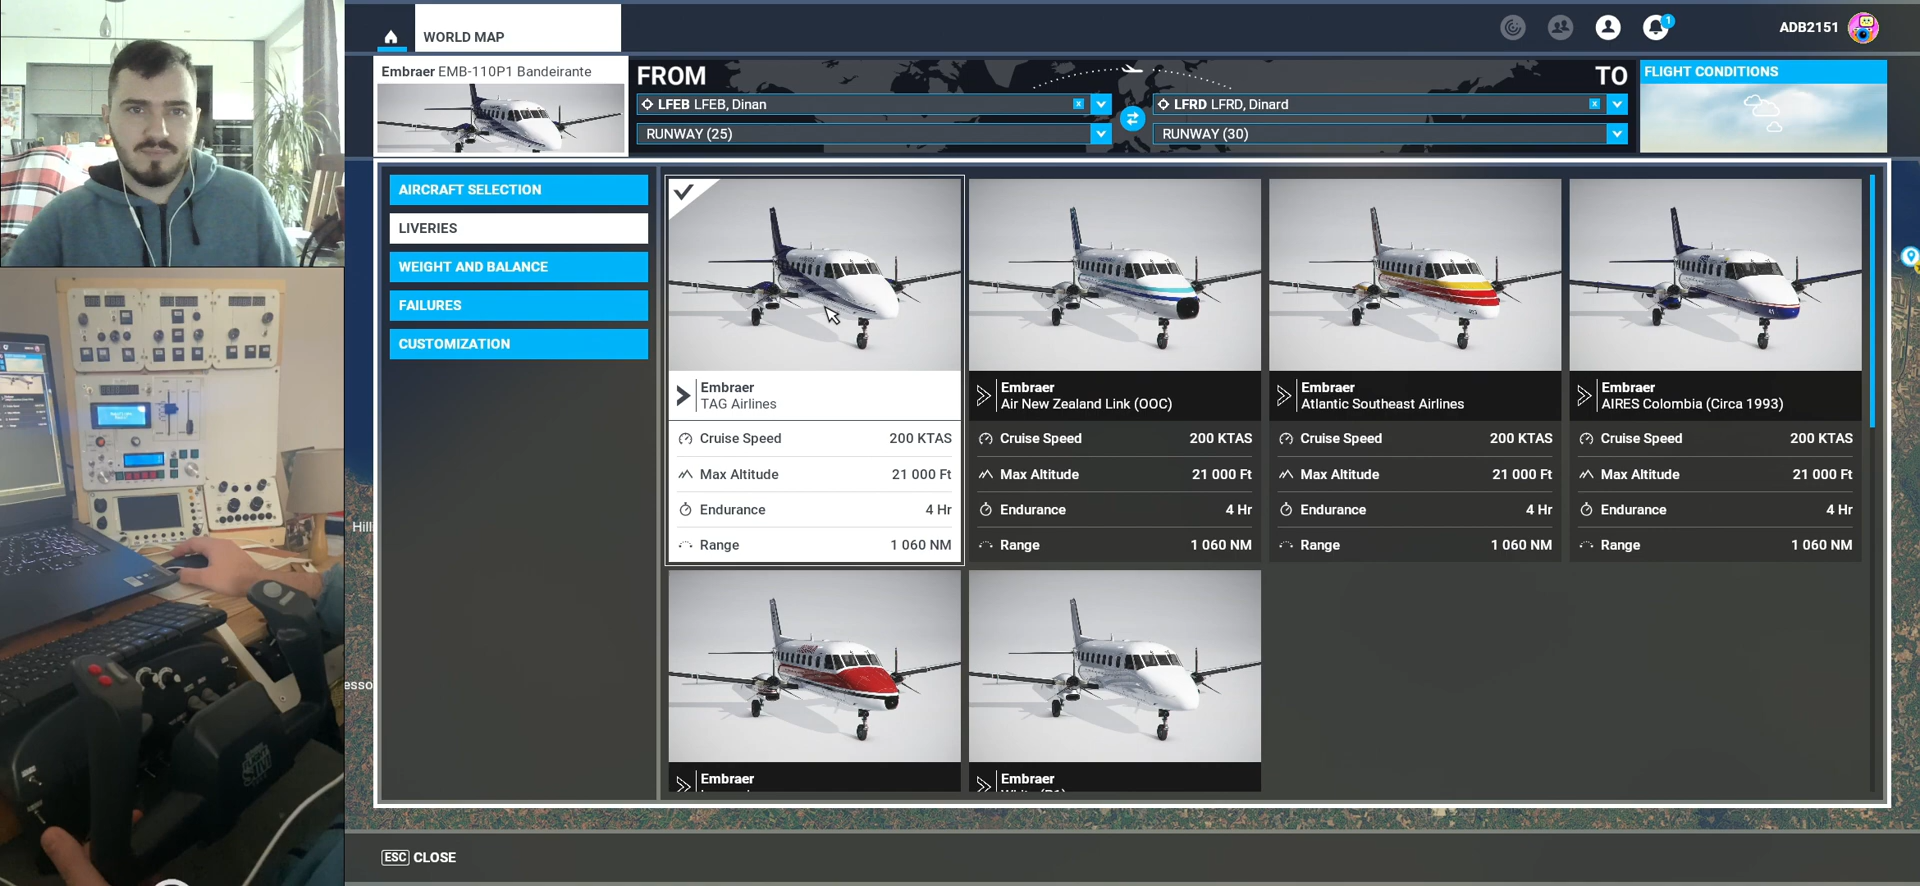 WORLD MAP
ADB2151
1
Embraer EMB-110P1 Bandeirante
FROM
TO
LFEB LFEB, Dinan
RUNWAY (25)
LFRD LFRD, Dinard
RUNWAY (30)
FLIGHT CONDITIONS
AIRCRAFT SELECTION
LIVERIES
WEIGHT AND BALANCE
FAILURES
CUSTOMIZATION
Embraer
TAG Airlines
Cruise Speed 200 KTAS
Max Altitude 21 000 Ft
Endurance 4 Hr
Range 1 060 NM
Embraer
Air New Zealand Link (OOC)
Cruise Speed 200 KTAS
Max Altitude 21 000 Ft
Endurance 4 Hr
Range 1 060 NM
Embraer
Atlantic Southeast Airlines
Cruise Speed 200 KTAS
Max Altitude 21 000 Ft
Endurance 4 Hr
Range 1 060 NM
Embraer
AIRES Colombia (Circa 1993)
Cruise Speed 200 KTAS
Max Altitude 21 000 Ft
Endurance 4 Hr
Range 1 060 NM
Embraer
Embraer
Hilli
esso
ESC CLOSE